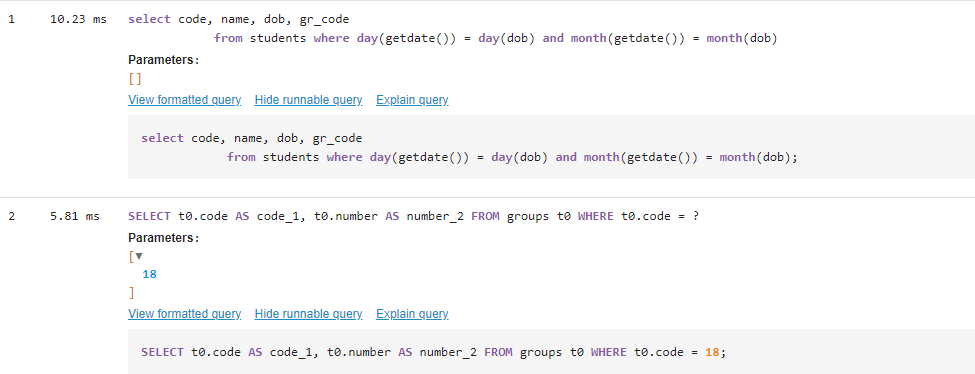 1 10.23 ms select code, name, dob, gr_code
from students where day(getdate()) = day(dob) and month(getdate()) = month(dob)
Parameters:
[]
View formatted query Hide runnable query Explain query
select code, name, dob, gr_code
from students where day(getdate()) = day(dob) and month(getdate()) = month(dob);
2 5.81 ms SELECT t0.code AS code_1, t0.number AS number_2 FROM groups t0 WHERE t0.code = ?
Parameters:
[▼
18
]
View formatted query Hide runnable query Explain query
SELECT t0.code AS code_1, t0.number AS number_2 FROM groups t0 WHERE t0.code = 18;